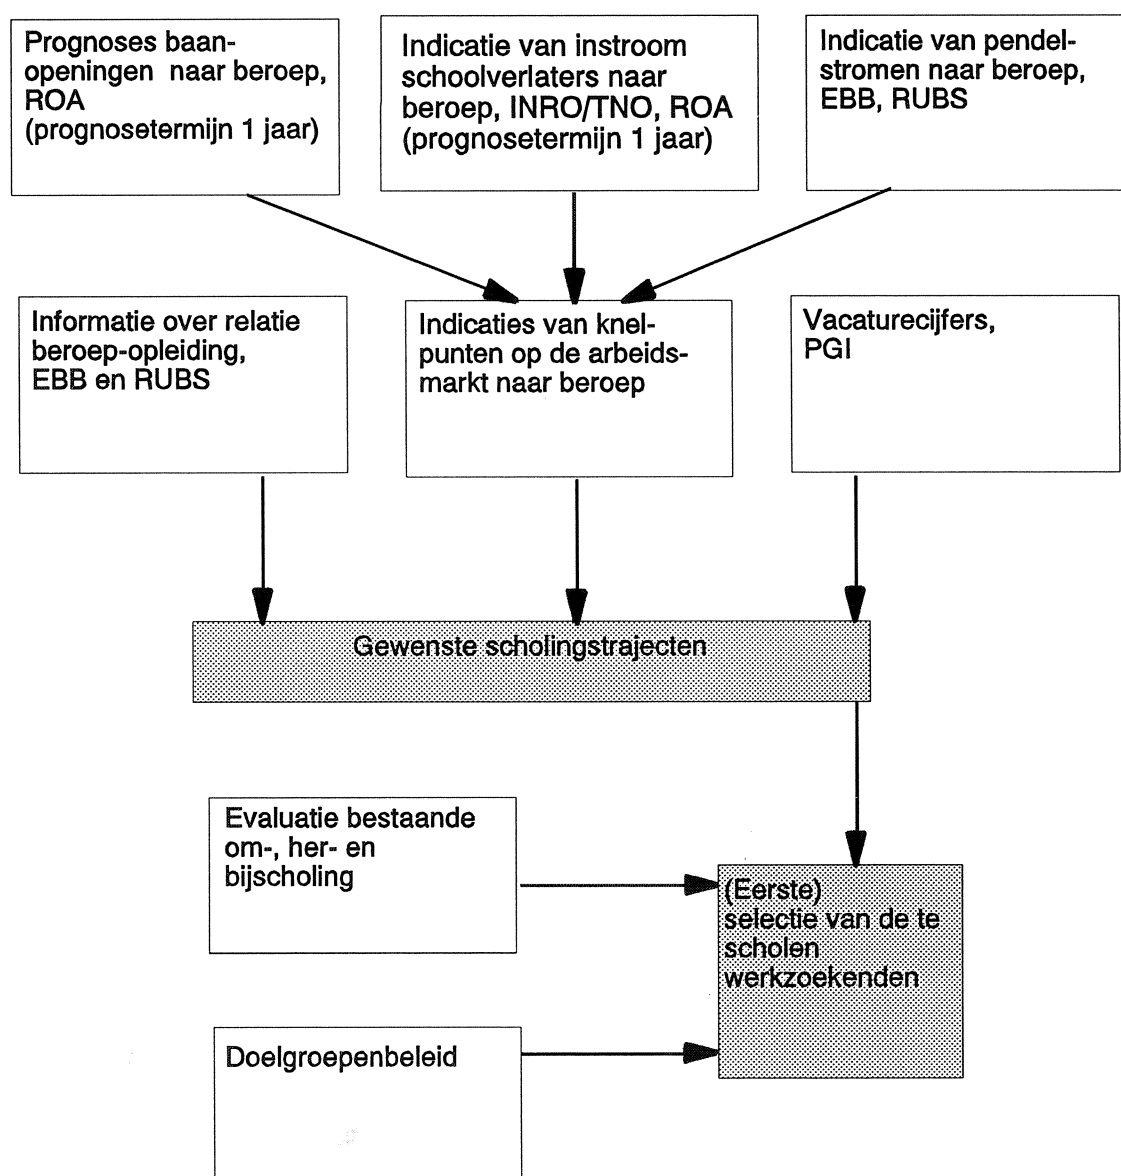 Prognoses baan-
openingen naar beroep,
ROA
(prognosetermijn 1 jaar)
Indicatie van instroom
schoolverlaters naar
beroep, INRO/TNO, ROA
(prognosetermijn 1 jaar)
Indicatie van pendel-
stromen naar beroep,
EBB, RUBS
Informatie over relatie
beroep-opleiding,
EBB en RUBS
Indicaties van knel-
punten op de arbeids-
markt naar beroep
Vacaturecijfers,
PGI
Gewenste scholingstrajecten
Evaluatie bestaande
om-, her- en
bijscholing
(Eerste)
selectie van de te
scholen
werkzoekenden
Doelgroepenbeleid